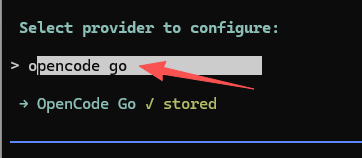 Select provider to configure:
> opencode go
→ OpenCode Go ✓ stored